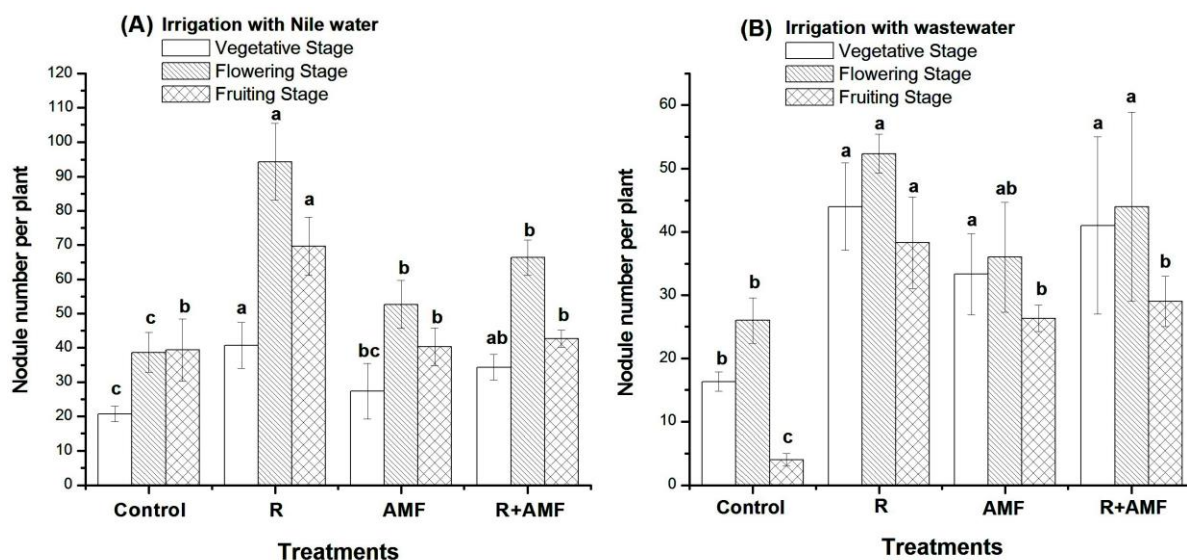 (A) Irrigation with Nile water
Vegetative Stage
Flowering Stage
Fruiting Stage
120
110
100
90
80
70
60
50
40
30
20
10
0
Nodule number per plant
c
c
b
a
a
a
bc
b
b
ab
b
b
Control R AMF R+AMF
Treatments
(B) Irrigation with wastewater
Vegetative Stage
Flowering Stage
Fruiting Stage
60
50
40
30
20
10
0
Nodule number per plant
b
b
c
a
a
a
a
ab
b
a
a
b
Control R AMF R+AMF
Treatments